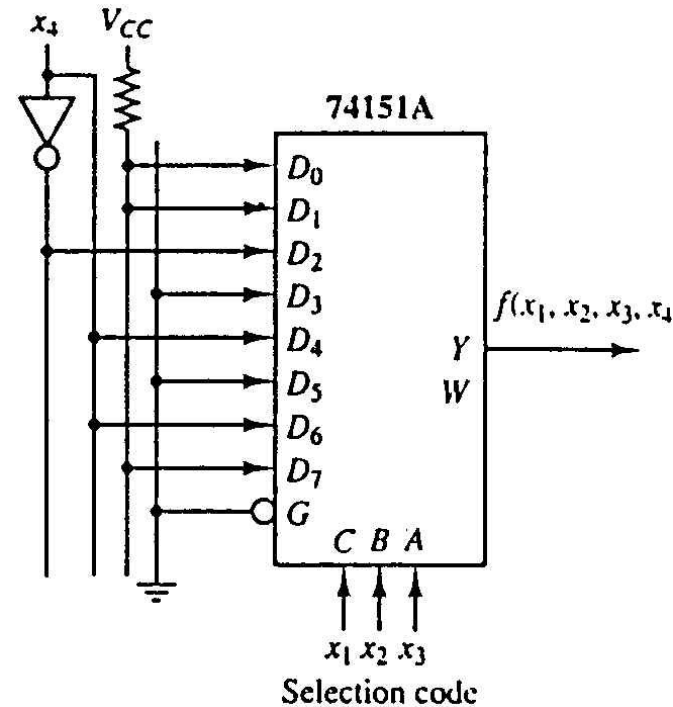 x₄ V_CC
74151A
D₀
D₁
D₂
D₃
D₄
D₅
D₆
D₇
G
f(x₁, x₂, x₃, x₄
Y
W
C B A
x₁ x₂ x₃
Selection code